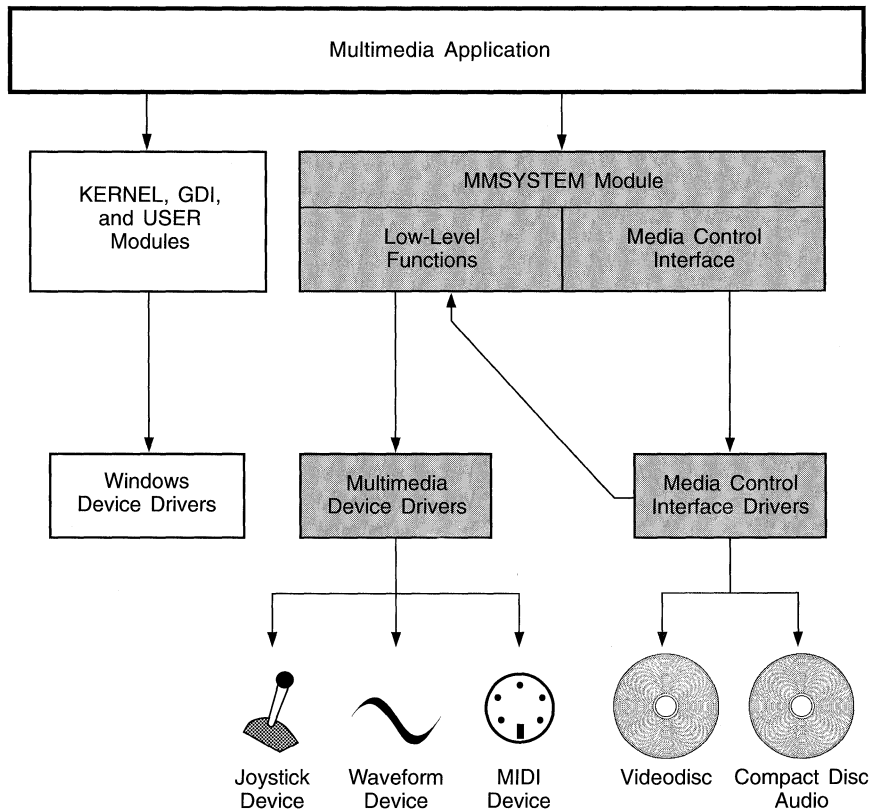 Multimedia Application
KERNEL, GDI,
and USER
Modules
MMSYSTEM Module
Low-Level
Functions
Media Control
Interface
Windows
Device Drivers
Multimedia
Device Drivers
Media Control
Interface Drivers
Joystick
Device
Waveform
Device
MIDI
Device
Videodisc
Compact Disc
Audio